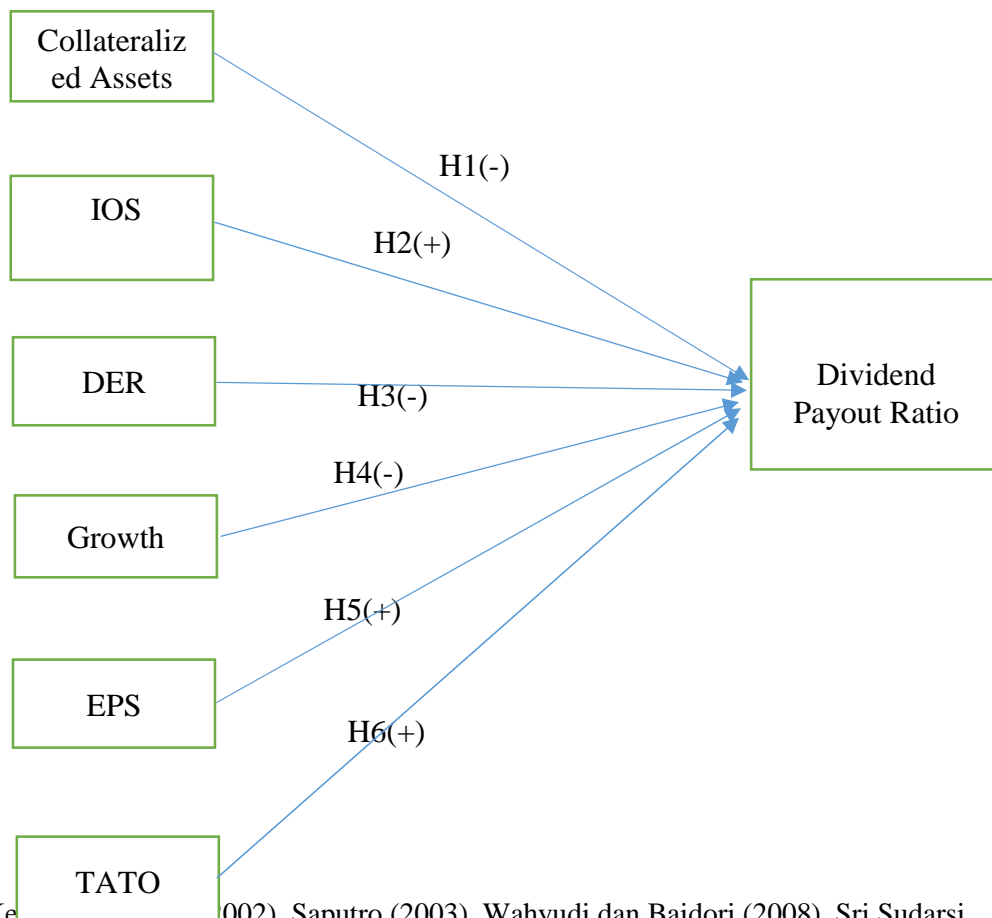 Collateraliz
ed Assets
H1(-)
IOS
H2(+)
DER
H3(-)
Dividend
Payout Ratio
H4(-)
Growth
H5(+)
EPS
H6(+)
TATO
002), Saputro (2003), Wahyudi dan Baidori (2008), Sri Sudarsi